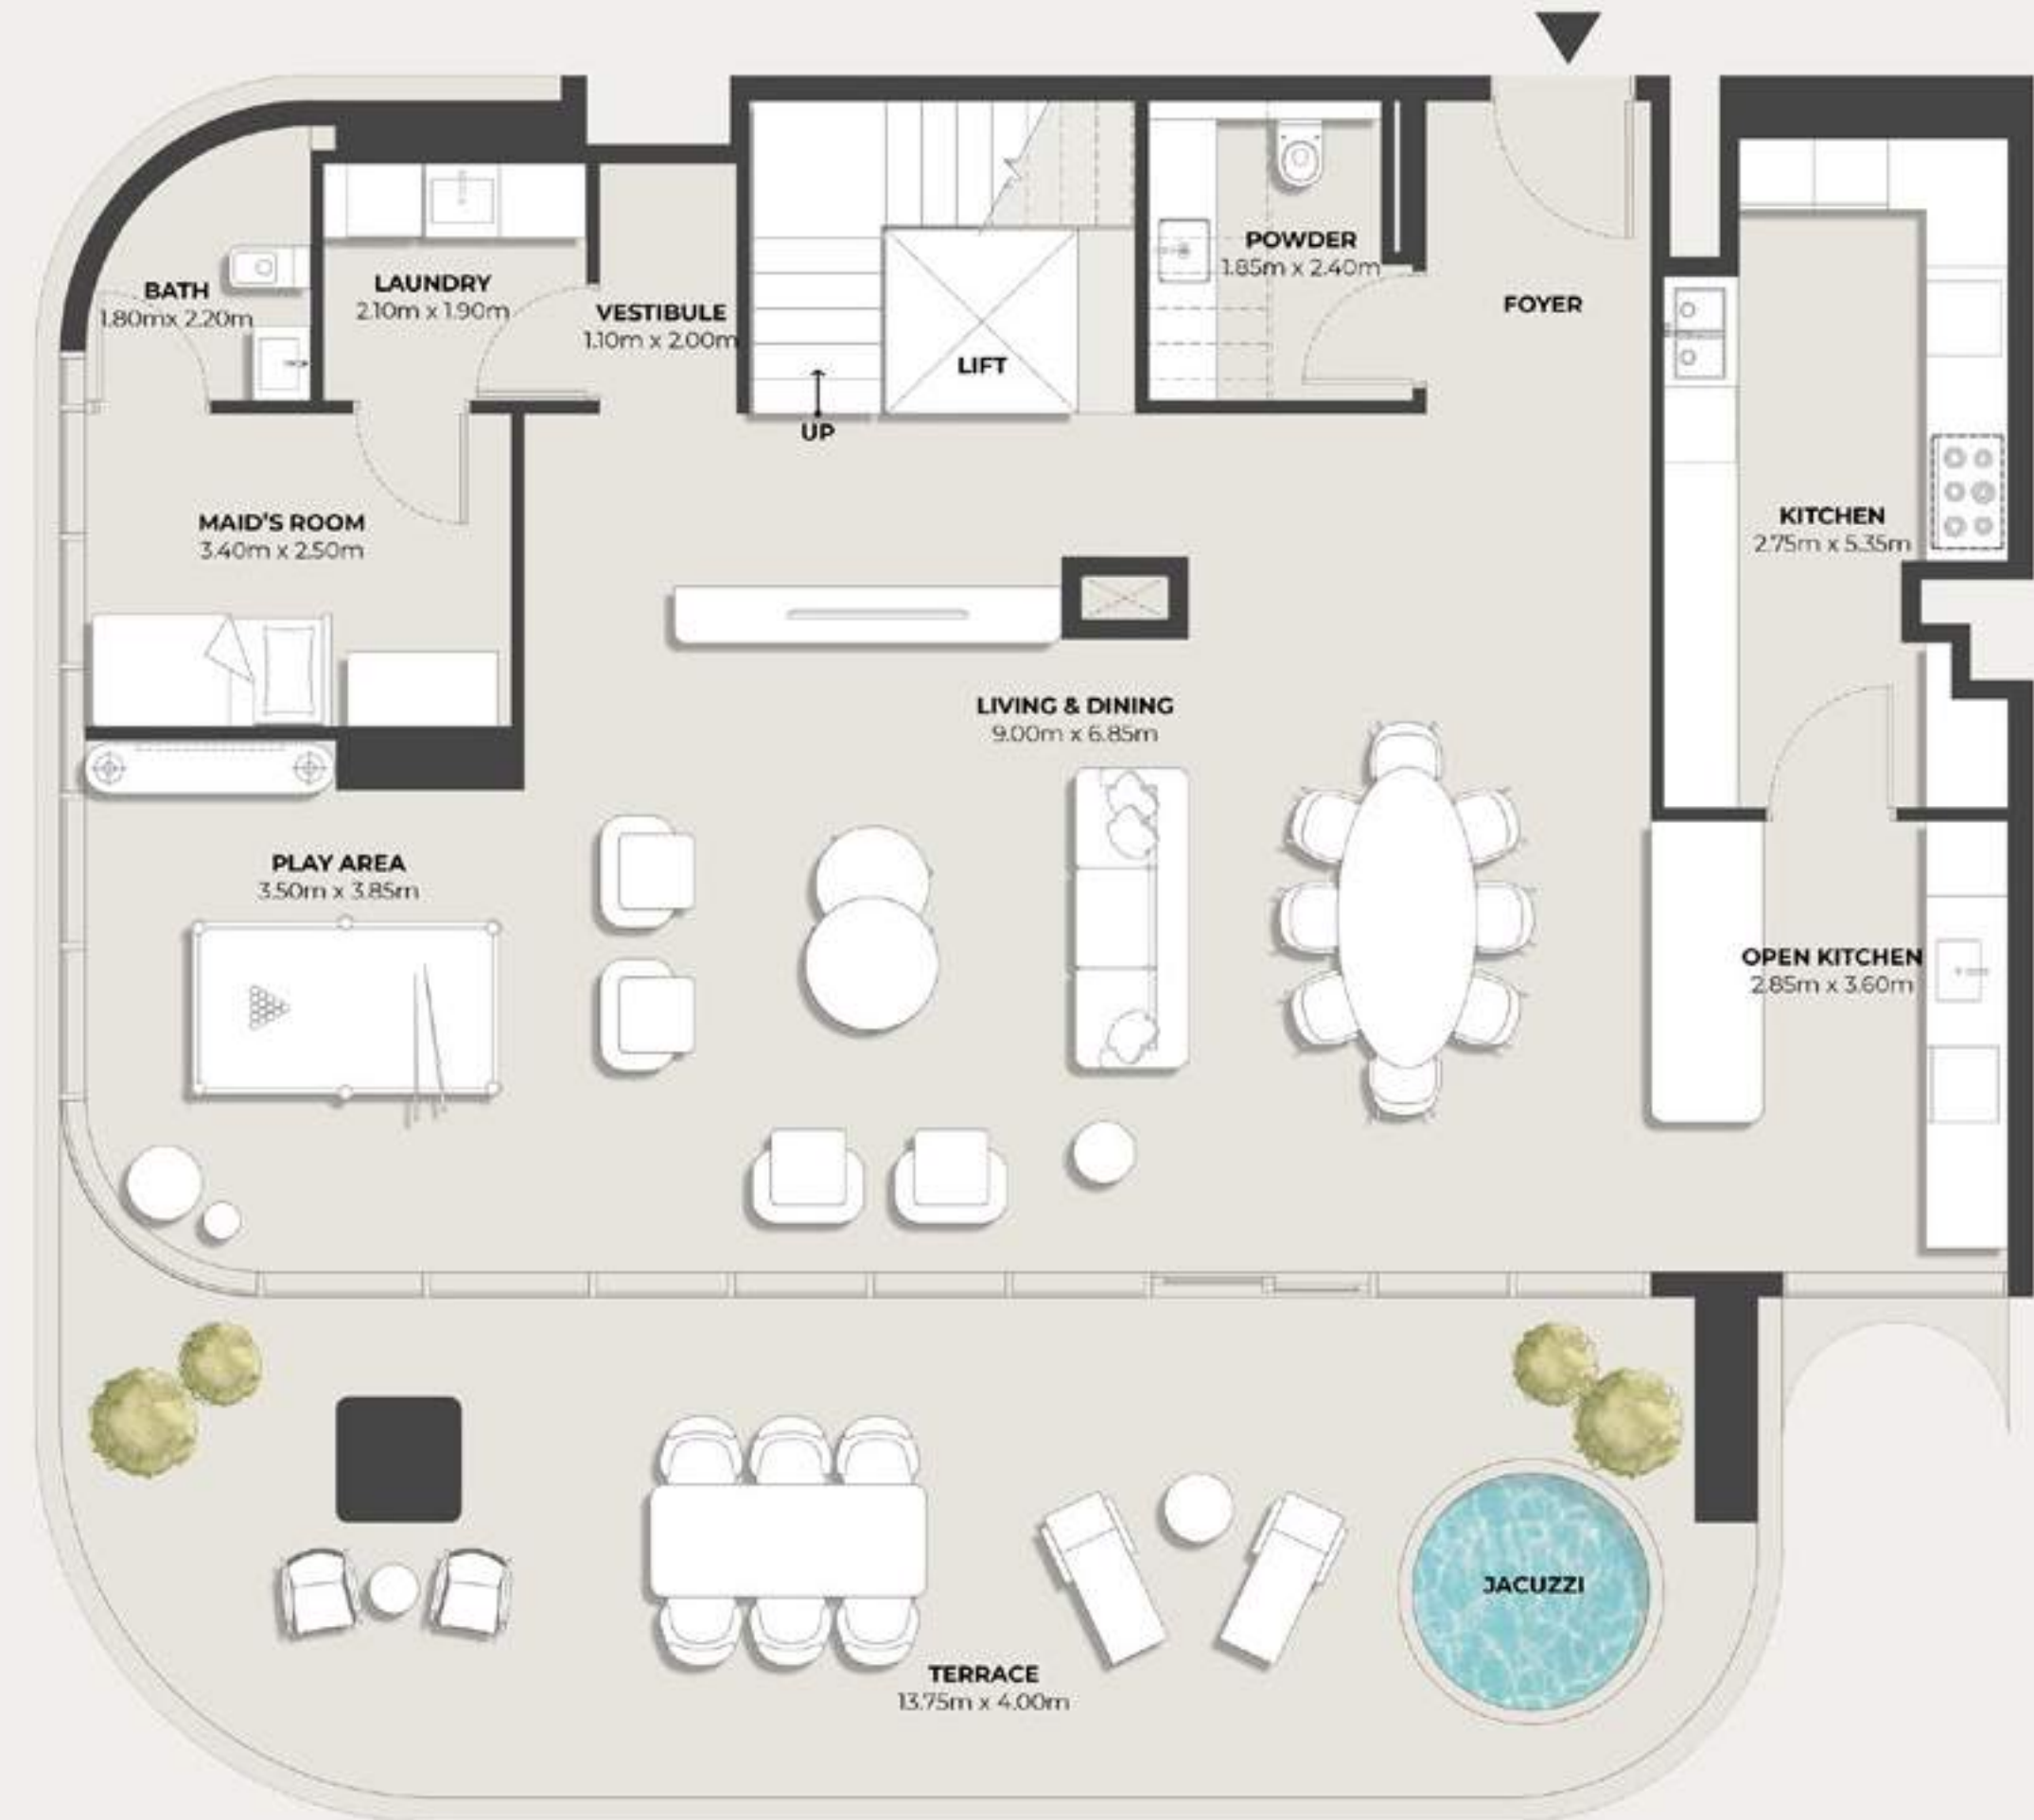 BATH
1.80mx 2.20m
LAUNDRY
2.10m x 1.90m
VESTIBULE
1.10m x 2.00m
UP
LIFT
POWDER
1.85m x 2.40m
FOYER
MAID'S ROOM
3.40m x 2.50m
KITCHEN
2.75m x 5.35m
LIVING & DINING
9.00m x 6.85m
PLAY AREA
3.50m x 3.85m
OPEN KITCHEN
2.85m x 3.60m
JACUZZI
TERRACE
13.75m x 4.00m